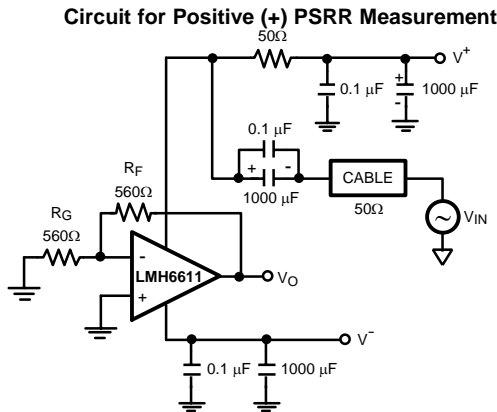 Circuit for Positive (+) PSRR Measurement
50Ω
V+
0.1 μF
+
-
1000 μF
0.1 μF
+
-
1000 μF
CABLE
50Ω
VIN
RF
560Ω
RG
560Ω
-
LMH6611
+
VO
V-
0.1 μF
1000 μF